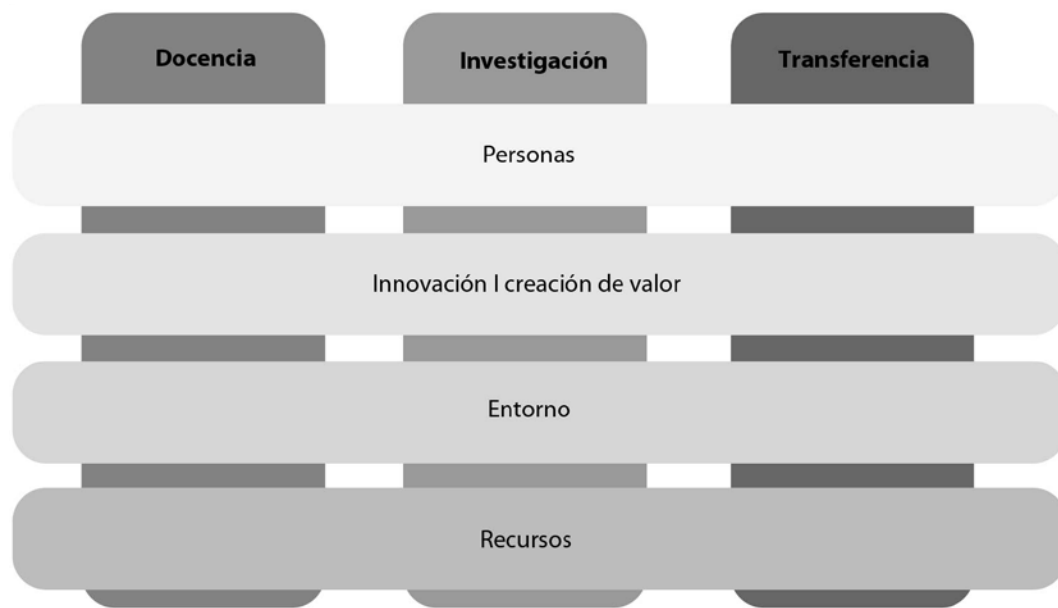 Docencia
Investigación
Transferencia
Personas
Innovación I creación de valor
Entorno
Recursos